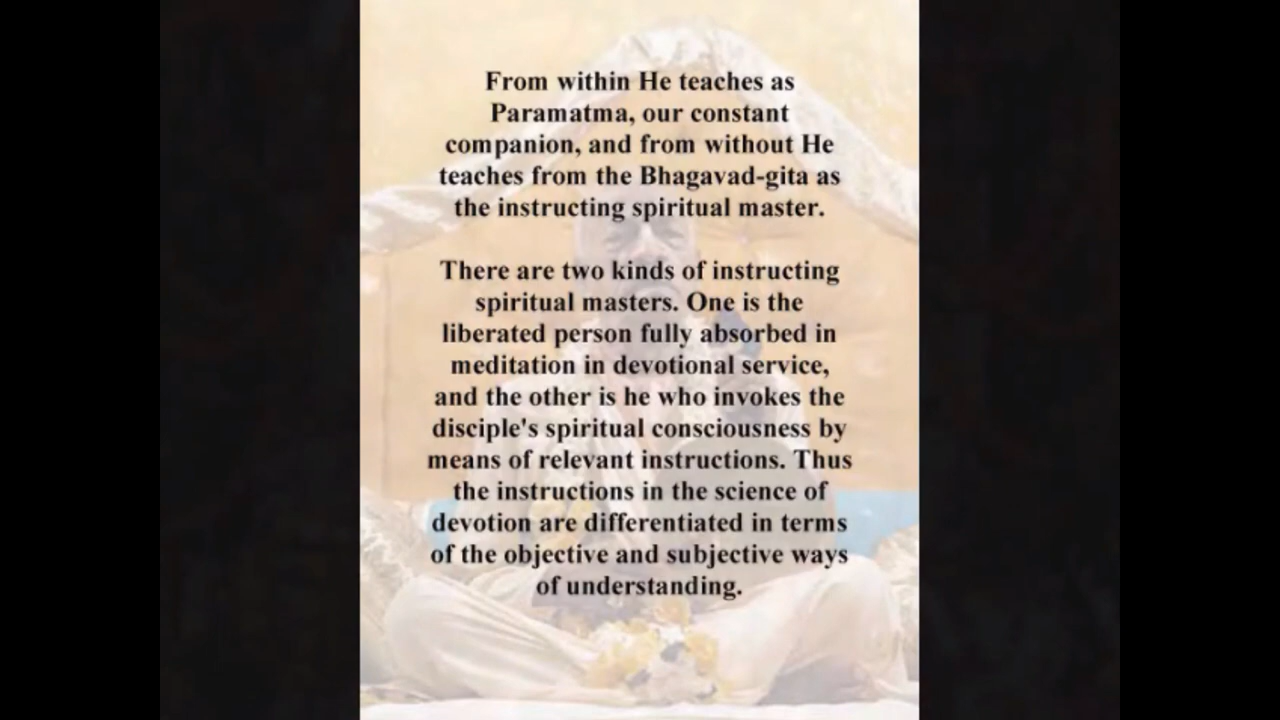 From within He teaches as
Paramatma, our constant
companion, and from without He
teaches from the Bhagavad-gita as
the instructing spiritual master.
There are two kinds of instructing
spiritual masters. One is the
liberated person fully absorbed in
meditation in devotional service,
and the other is he who invokes the
disciple's spiritual consciousness by
means of relevant instructions. Thus
the instructions in the science of
devotion are differentiated in terms
of the objective and subjective ways
of understanding.